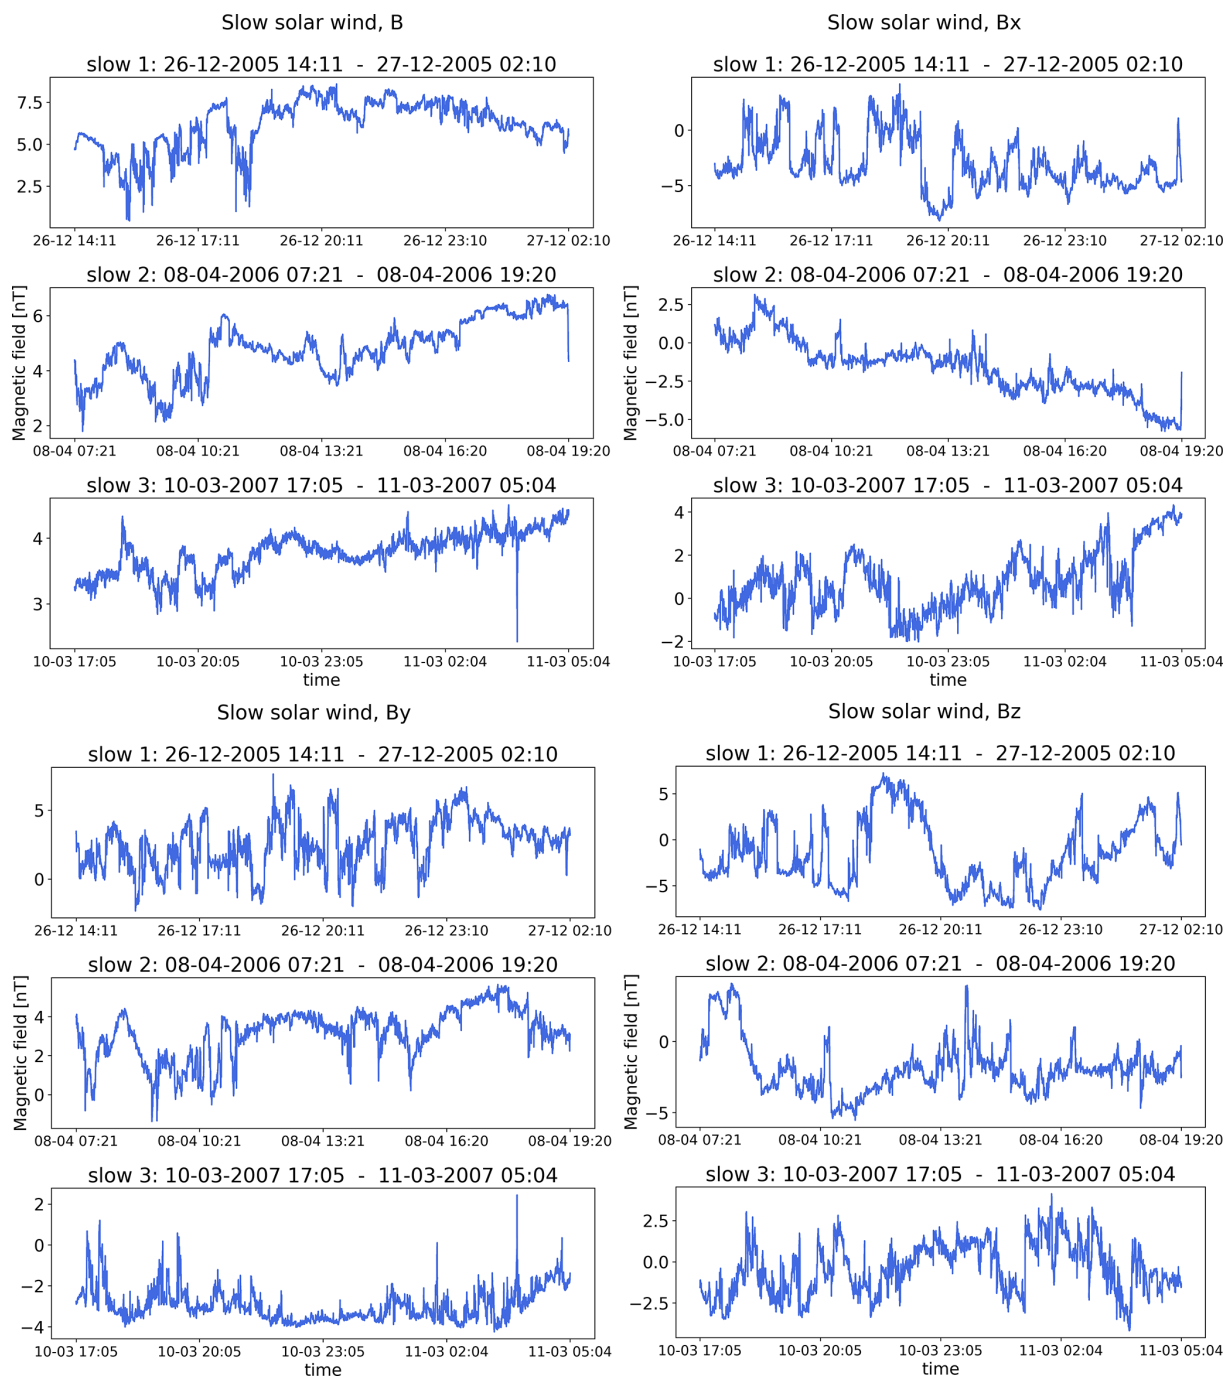 Slow solar wind, B
slow 1: 26-12-2005 14:11 - 27-12-2005 02:10
7.5
5.0
2.5
26-12 14:11 26-12 17:11 26-12 20:11 26-12 23:10 27-12 02:10
slow 2: 08-04-2006 07:21 - 08-04-2006 19:20
Magnetic field [nT]
6
4
2
08-04 07:21 08-04 10:21 08-04 13:21 08-04 16:20 08-04 19:20
slow 3: 10-03-2007 17:05 - 11-03-2007 05:04
4
3
10-03 17:05 10-03 20:05 10-03 23:05 11-03 02:04 11-03 05:04
time
Slow solar wind, Bx
slow 1: 26-12-2005 14:11 - 27-12-2005 02:10
0
−5
26-12 14:11 26-12 17:11 26-12 20:11 26-12 23:10 27-12 02:10
slow 2: 08-04-2006 07:21 - 08-04-2006 19:20
Magnetic field [nT]
2.5
0.0
−2.5
−5.0
08-04 07:21 08-04 10:21 08-04 13:21 08-04 16:20 08-04 19:20
slow 3: 10-03-2007 17:05 - 11-03-2007 05:04
4
2
0
−2
10-03 17:05 10-03 20:05 10-03 23:05 11-03 02:04 11-03 05:04
time
Slow solar wind, By
slow 1: 26-12-2005 14:11 - 27-12-2005 02:10
5
0
26-12 14:11 26-12 17:11 26-12 20:11 26-12 23:10 27-12 02:10
slow 2: 08-04-2006 07:21 - 08-04-2006 19:20
Magnetic field [nT]
4
2
0
08-04 07:21 08-04 10:21 08-04 13:21 08-04 16:20 08-04 19:20
slow 3: 10-03-2007 17:05 - 11-03-2007 05:04
2
0
−2
−4
10-03 17:05 10-03 20:05 10-03 23:05 11-03 02:04 11-03 05:04
time
Slow solar wind, Bz
slow 1: 26-12-2005 14:11 - 27-12-2005 02:10
5
0
−5
26-12 14:11 26-12 17:11 26-12 20:11 26-12 23:10 27-12 02:10
slow 2: 08-04-2006 07:21 - 08-04-2006 19:20
Magnetic field [nT]
0
−5
08-04 07:21 08-04 10:21 08-04 13:21 08-04 16:20 08-04 19:20
slow 3: 10-03-2007 17:05 - 11-03-2007 05:04
2.5
0.0
−2.5
10-03 17:05 10-03 20:05 10-03 23:05 11-03 02:04 11-03 05:04
time